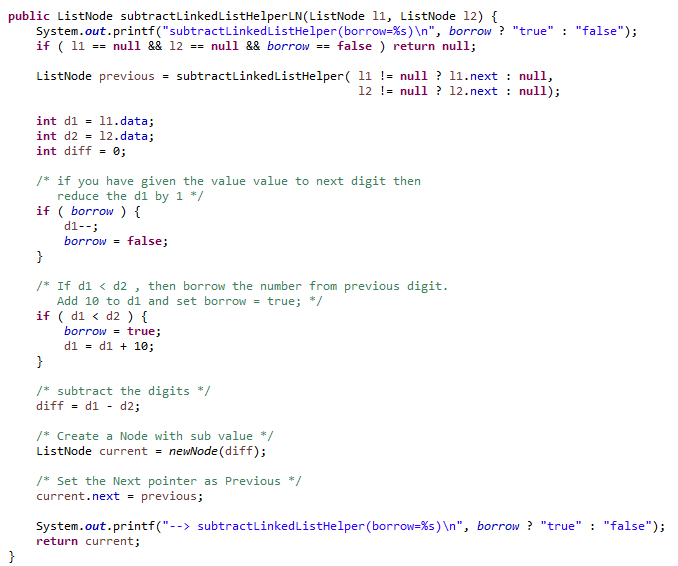 public ListNode subtractLinkedListHelperLN(ListNode l1, ListNode l2) {
System.out.printf("subtractLinkedListHelper(borrow=%s)\n", borrow ? "true" : "false");
if ( l1 == null && l2 == null && borrow == false ) return null;
ListNode previous = subtractLinkedListHelper( l1 != null ? l1.next : null,
l2 != null ? l2.next : null);
int d1 = l1.data;
int d2 = l2.data;
int diff = 0;
/* if you have given the value value to next digit then
reduce the d1 by 1 */
if ( borrow ) {
d1--;
borrow = false;
}
/* If d1 < d2 , then borrow the number from previous digit.
Add 10 to d1 and set borrow = true; */
if ( d1 < d2 ) {
borrow = true;
d1 = d1 + 10;
}
/* subtract the digits */
diff = d1 - d2;
/* Create a Node with sub value */
ListNode current = newNode(diff);
/* Set the Next pointer as Previous */
current.next = previous;
System.out.printf("--> subtractLinkedListHelper(borrow=%s)\n", borrow ? "true" : "false");
return current;
}